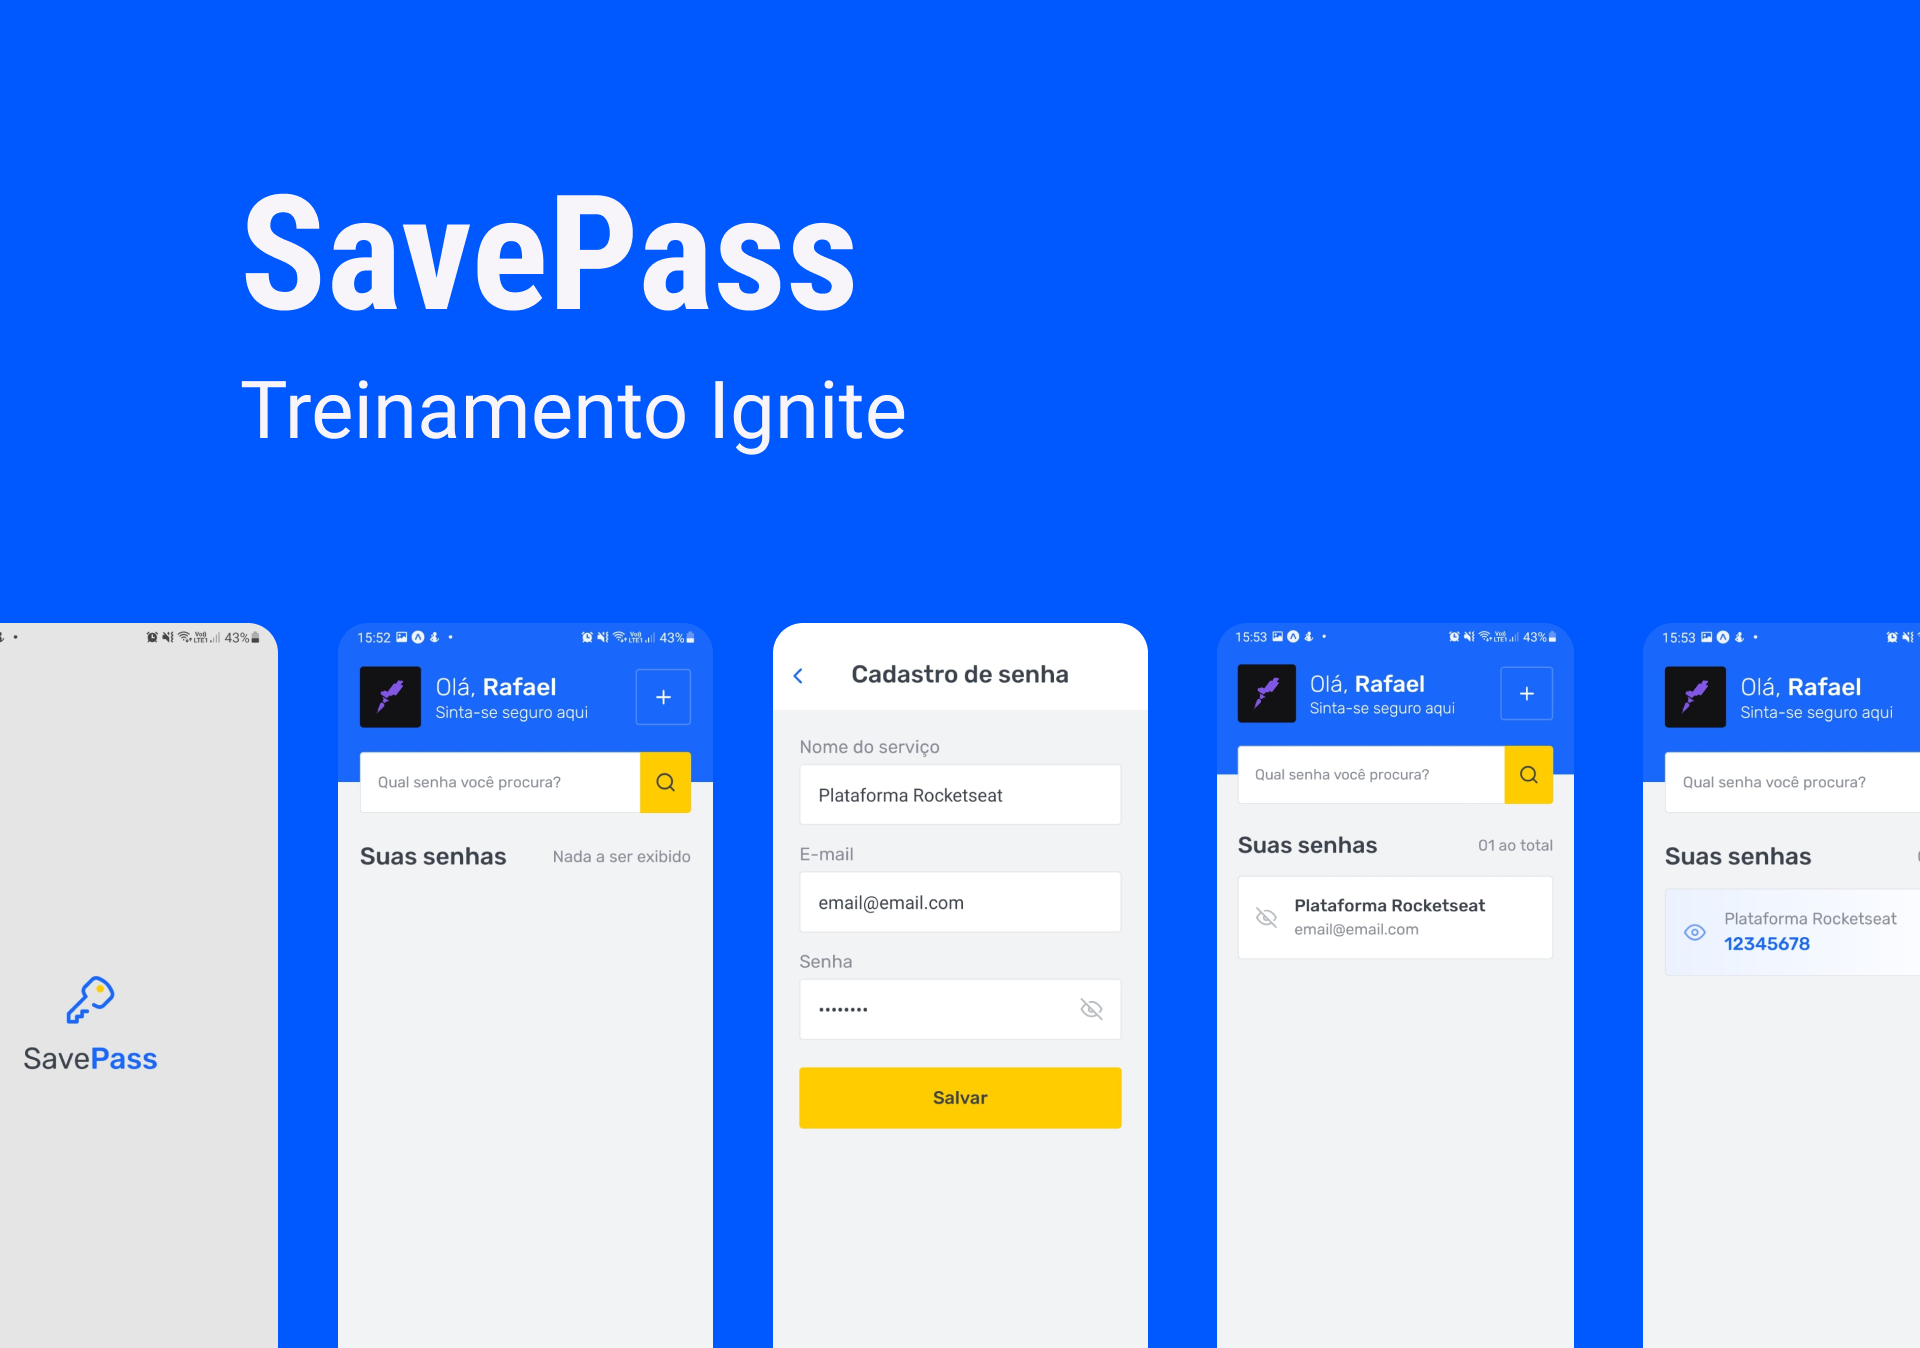 SavePass
Treinamento Ignite
43%
SavePass
15:52
43%
Olá, Rafael
Sinta-se seguro aqui
Qual senha você procura?
Suas senhas
Nada a ser exibido
Cadastro de senha
Nome do serviço
Plataforma Rocketseat
E-mail
email@email.com
Senha
••••••••
Salvar
15:53
43%
Olá, Rafael
Sinta-se seguro aqui
Qual senha você procura?
Suas senhas
01 ao total
Plataforma Rocketseat
email@email.com
15:53
Olá, Rafael
Sinta-se seguro aqui
Qual senha você procura?
Suas senhas
Plataforma Rocketseat
12345678